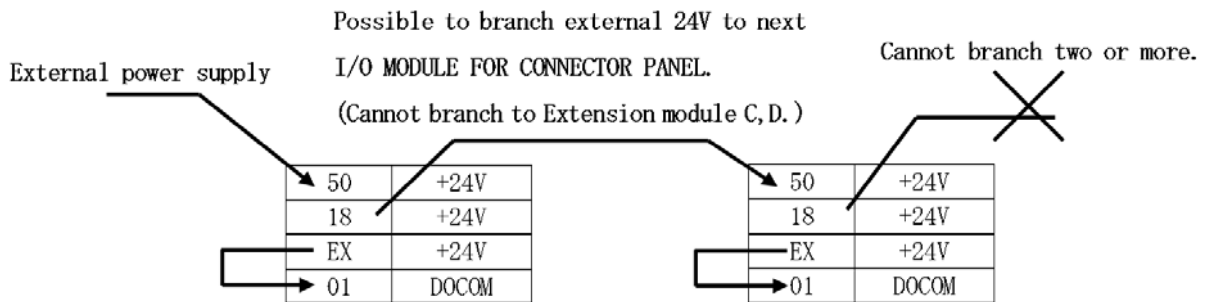 Possible to branch external 24V to next
I/O MODULE FOR CONNECTOR PANEL.
(Cannot branch to Extension module C,D.)
External power supply
Cannot branch two or more.
50 +24V
18 +24V
EX +24V
01 DOCOM
50 +24V
18 +24V
EX +24V
01 DOCOM